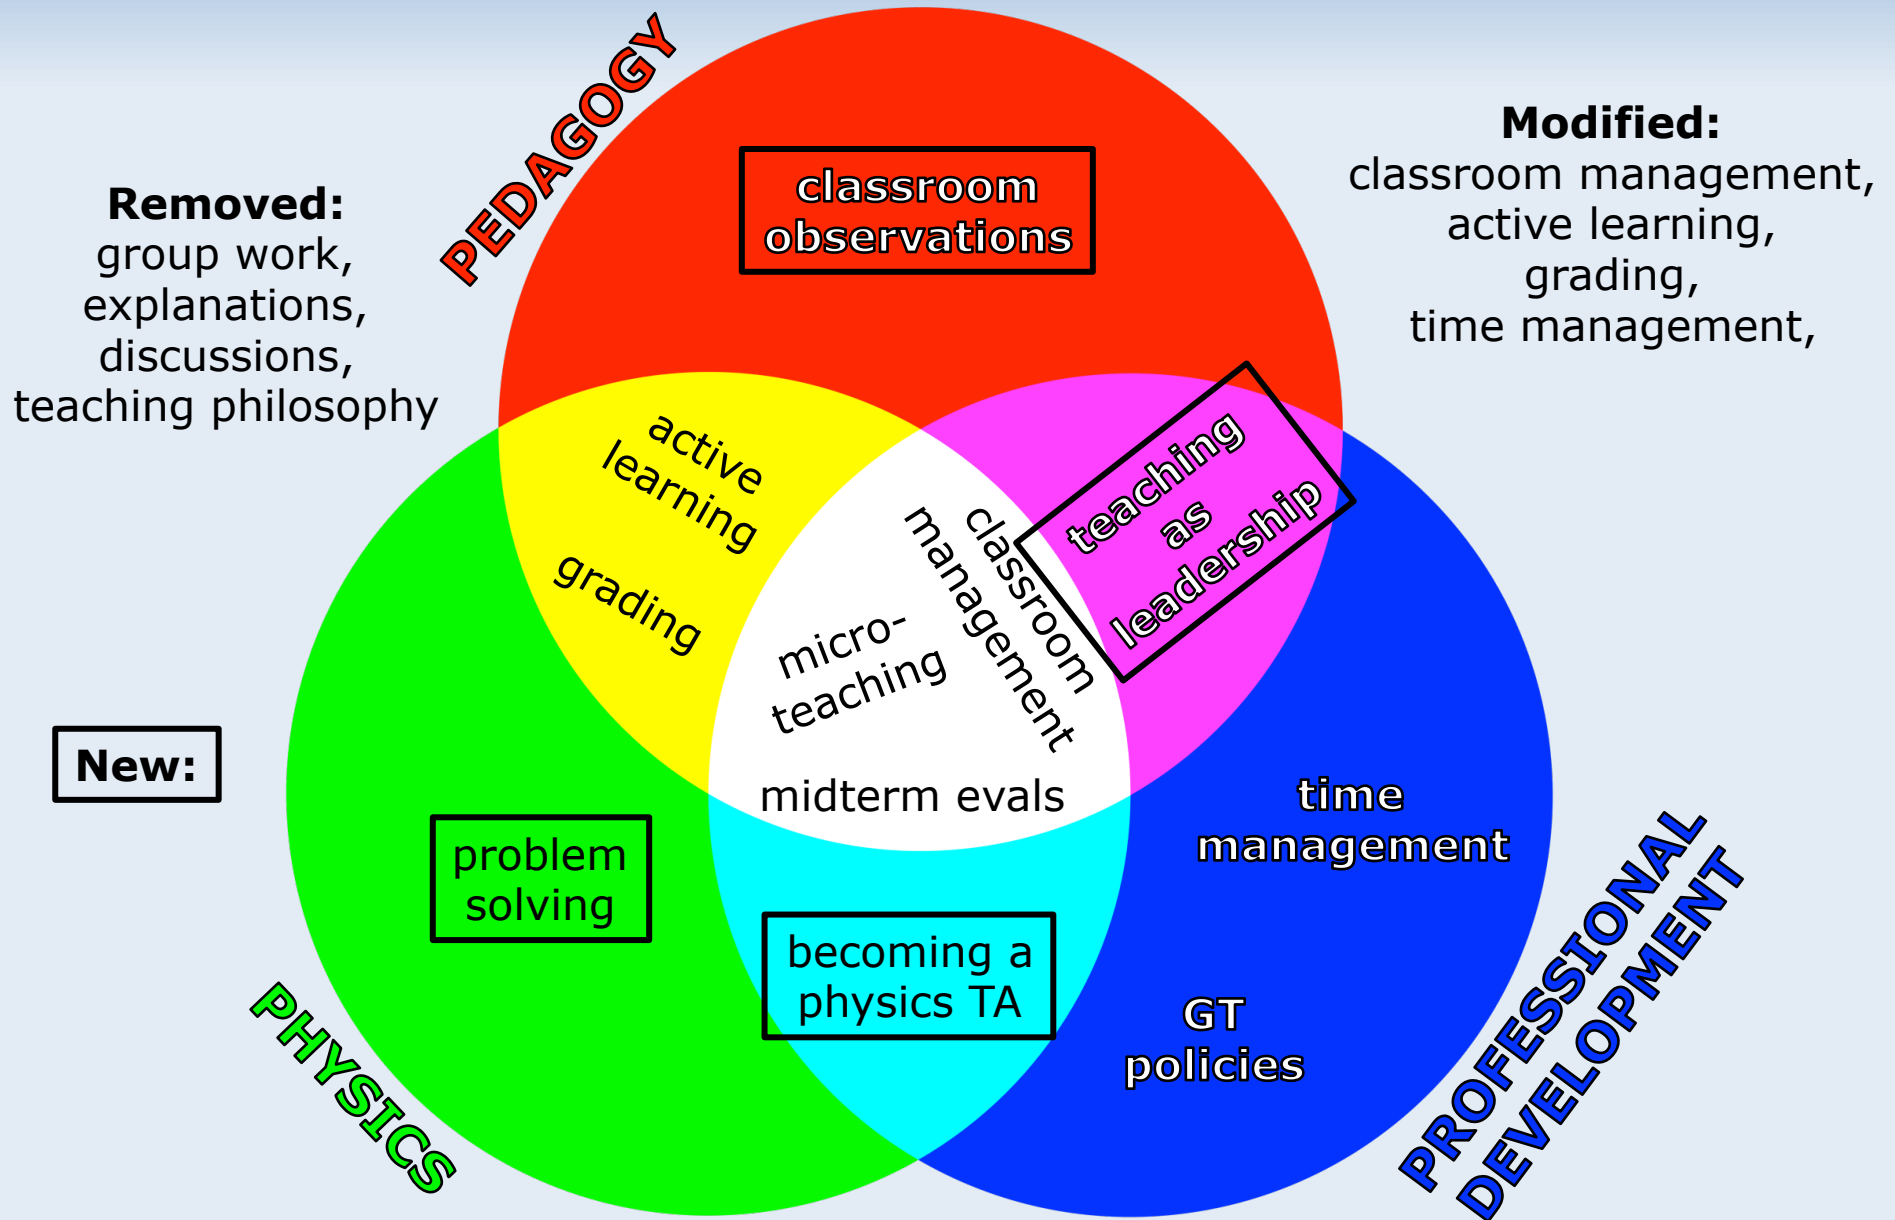 PEDAGOGY
Removed:
group work,
explanations,
discussions,
teaching philosophy
Modified:
classroom management,
active learning,
grading,
time management,
classroom
observations
active
learning
grading
teaching
as
leadership
classroom
management
micro-
teaching
midterm evals
New:
problem
solving
becoming a
physics TA
time
management
GT
policies
PHYSICS
PROFESSIONAL
DEVELOPMENT